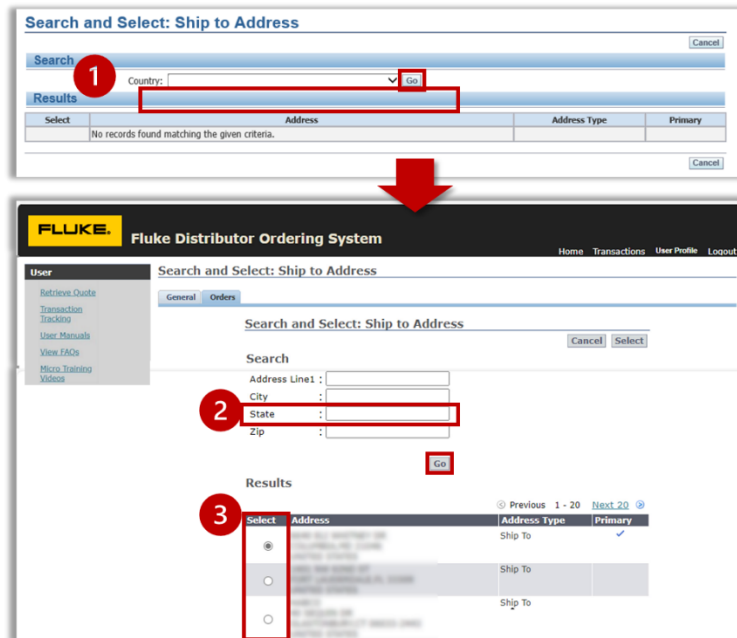 Search and Select: Ship to Address
Cancel
Search
1
Country:
Go
Results
Select Address Address Type Primary
No records found matching the given criteria.
Cancel
FLUKE.
Fluke Distributor Ordering System
Home Transactions User Profile Logout
User
Retrieve Quote
Transaction
Tracking
User Manuals
View FAQs
Micro Training
Videos
Search and Select: Ship to Address
General Orders
Search and Select: Ship to Address
Cancel Select
Search
Address Line1 :
City :
2
State :
Zip :
Go
Results
Previous 1 - 20 Next 20
3
Select Address Address Type Primary
Ship To
Ship To
Ship To